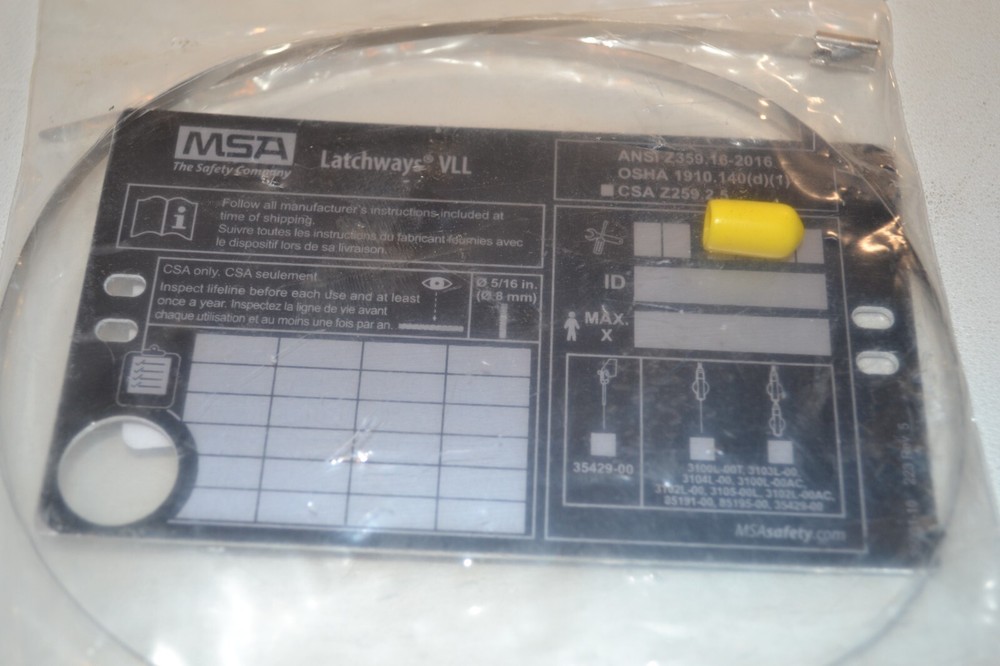 MSA
The Safety Company
Latchways® VLL
Follow all manufacturer's instructions included at
time of shipping.
Suivre toutes les instructions du fabricant fournies avec
le dispositif lors de sa livraison.
CSA only. CSA seulement
Inspect lifeline before each use and at least
once a year. Inspectez la ligne de vie avant
chaque utilisation et au moins une fois par an.
Ø 5/16 in.
(Ø 8 mm)
ANSI Z359.16-2016
OSHA 1910.140(d)(1)
CSA Z259.2.5
ID
MAX.
X
35429-00
3100L-00T, 3103L-00,
3104L-00, 3100L-00AC,
3102L-00, 3105-00L, 3102L-00AC,
85191-00, 85195-00, 35429-00
MSAsafety.com